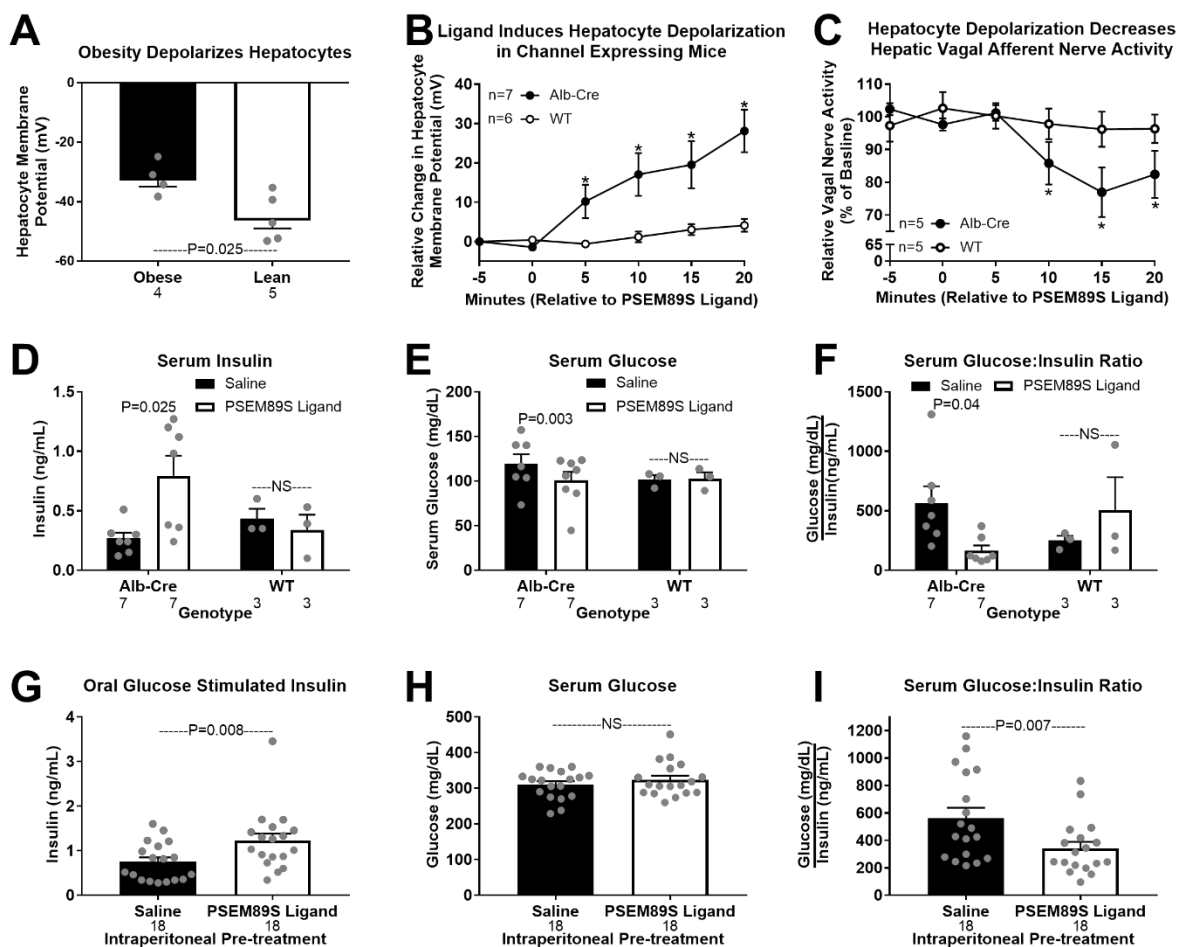 A
Obesity Depolarizes Hepatocytes
Hepatocyte Membrane
Potential (mV)
0
-20
-40
-60
-------P=0.025-------
Obese
Lean
4
5
B
Ligand Induces Hepatocyte Depolarization
in Channel Expressing Mice
Relative Change in Hepatocyte
Membrane Potential (mV)
40
30
20
10
0
n=7 Alb-Cre
n=6 WT
*
*
*
*
-5
0
5
10
15
20
Minutes (Relative to PSEM89S Ligand)
C
Hepatocyte Depolarization Decreases
Hepatic Vagal Afferent Nerve Activity
Relative Vagal Nerve Activity
(% of Basline)
110
100
90
80
70
65
0
*
*
*
n=5 Alb-Cre
n=5 WT
-5
0
5
10
15
20
Minutes (Relative to PSEM89S Ligand)
D
Serum Insulin
Saline
PSEM89S Ligand
Insulin (ng/mL)
1.5
1.0
0.5
0.0
P=0.025
----NS----
Alb-Cre
WT
7
7
3
3
Genotype
E
Serum Glucose
Saline
PSEM89S Ligand
Serum Glucose (mg/dL)
200
150
100
50
0
P=0.003
----NS----
Alb-Cre
WT
7
7
3
3
Genotype
F
Serum Glucose:Insulin Ratio
Saline
PSEM89S Ligand
Glucose (mg/dL)
Insulin(ng/mL)
1500
1000
500
0
P=0.04
----NS----
Alb-Cre
WT
7
7
3
3
Genotype
G
Oral Glucose Stimulated Insulin
Insulin (ng/mL)
4
3
2
1
0
------P=0.008------
Saline
PSEM89S Ligand
18
18
Intraperitoneal Pre-treatment
H
Serum Glucose
Glucose (mg/dL)
500
400
300
200
100
0
-----------NS-----------
Saline
PSEM89S Ligand
18
18
Intraperitoneal Pre-treatment
I
Serum Glucose:Insulin Ratio
Glucose (mg/dL)
Insulin (ng/mL)
1200
1000
800
600
400
200
0
-------P=0.007-------
Saline
PSEM89S Ligand
18
18
Intraperitoneal Pre-treatment